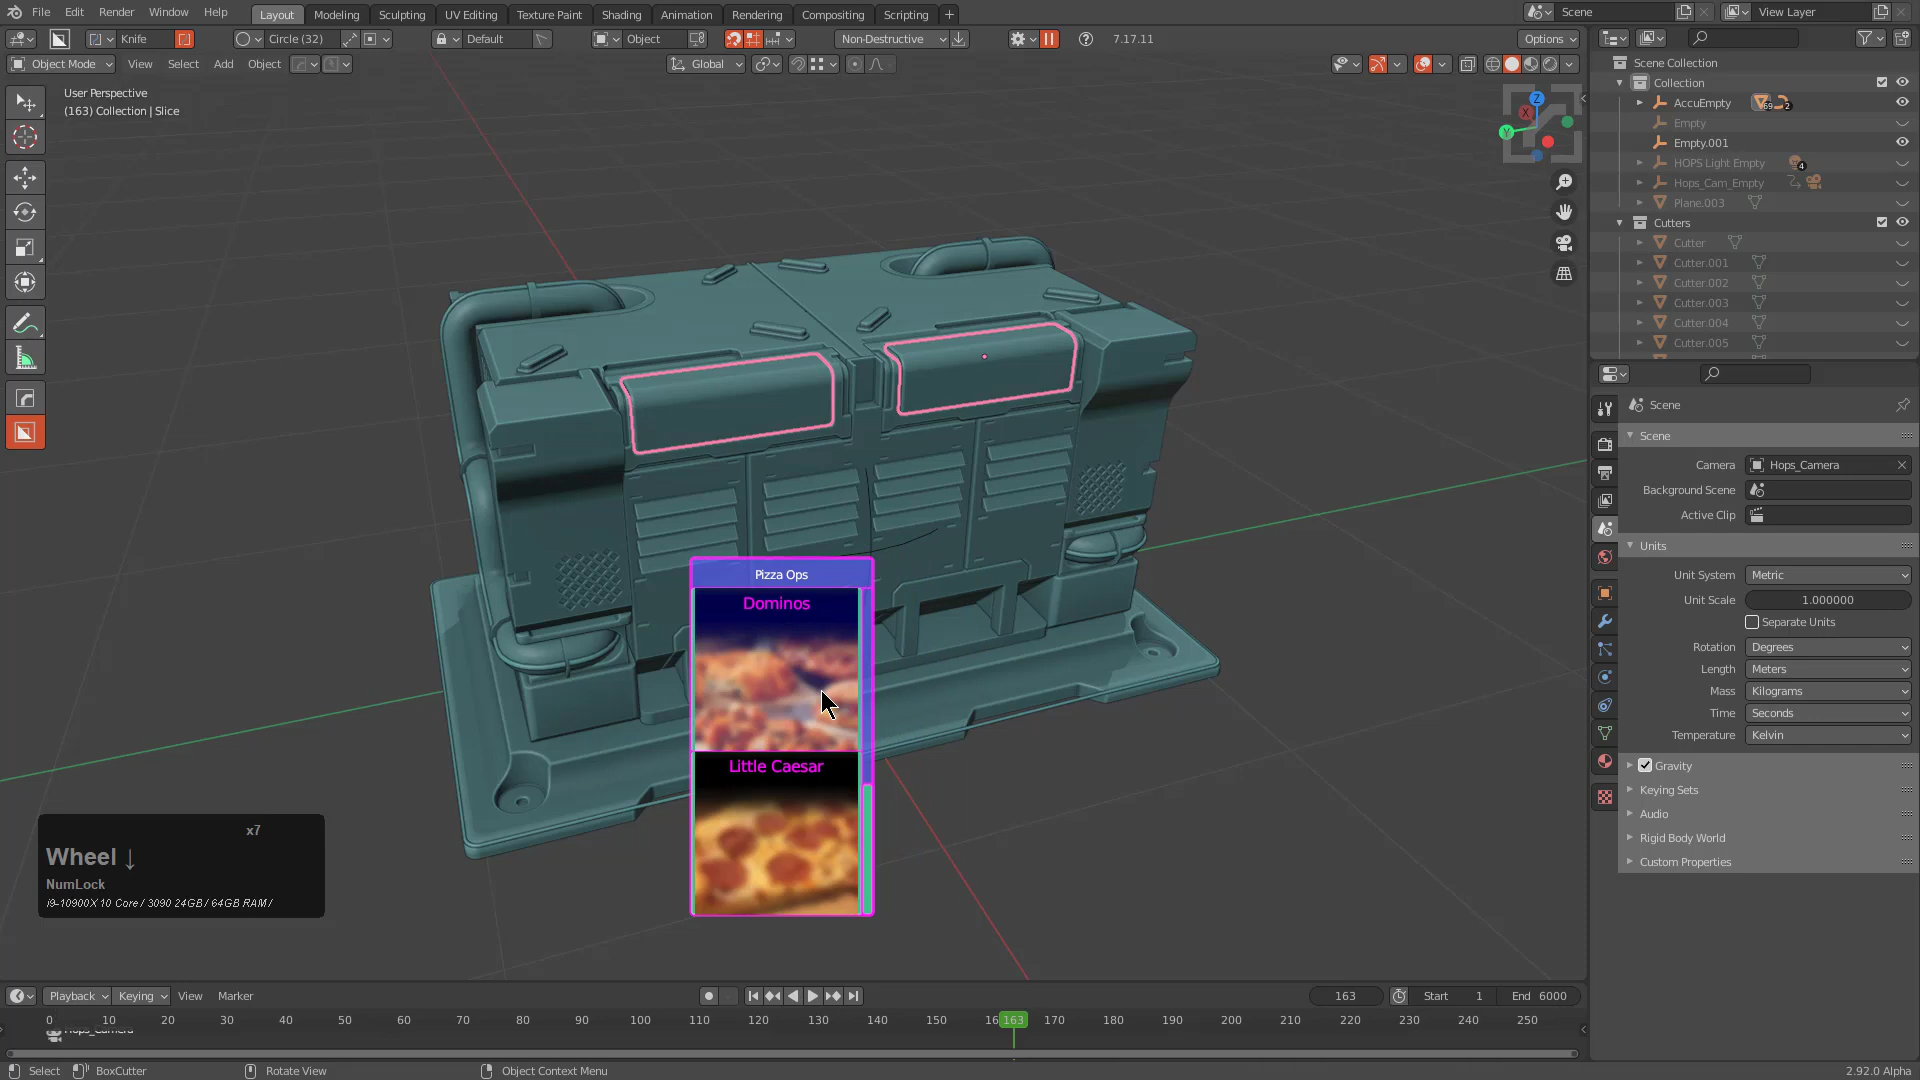 File Edit Render Window Help Layout Modeling Sculpting UV Editing Texture Paint Shading Animation Rendering Compositing Scripting + Scene View Layer
Knife Circle (32) Default Object Non-Destructive 7.17.11 Options
Object Mode View Select Add Object Global
User Perspective
(163) Collection | Slice
Z
X
Y
Scene Collection
Collection
AccuEmpty 69 2
Empty
Empty.001
HOPS Light Empty 4
Hops_Cam_Empty
Plane.003
Cutters
Cutter
Cutter.001
Cutter.002
Cutter.003
Cutter.004
Cutter.005
Scene
Scene
Camera Hops_Camera
Background Scene
Active Clip
Units
Unit System Metric
Unit Scale 1.000000
Separate Units
Rotation Degrees
Length Meters
Mass Kilograms
Time Seconds
Temperature Kelvin
Gravity
Keying Sets
Audio
Rigid Body World
Custom Properties
Pizza Ops
Dominos
Little Caesar
x7
Wheel ↓
NumLock
i9-10900X 10 Core / 3090 24GB / 64GB RAM /
Playback Keying View Marker 163 Start 1 End 6000
0 10 20 30 40 50 60 70 80 90 100 110 120 130 140 150 16 163 170 180 190 200 210 220 230 240 250
Hops_Camera
Select BoxCutter Rotate View Object Context Menu 2.92.0 Alpha